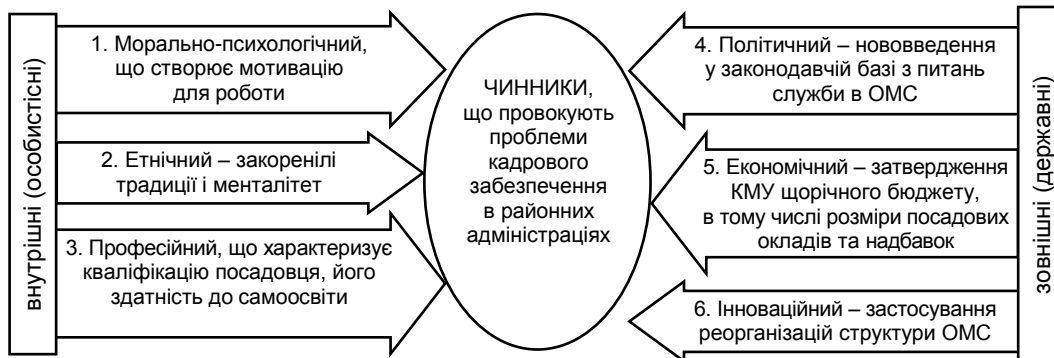 внутрішні (особистісні)
1. Морально-психологічний,
що створює мотивацію
для роботи
2. Етнічний – закоренілі
традиції і менталітет
3. Професійний, що характеризує
кваліфікацію посадовця, його
здатність до самоосвіти
ЧИННИКИ,
що провокують
проблеми
кадрового
забезпечення
в районних
адміністраціях
4. Політичний – нововведення
у законодавчій базі з питань
служби в ОМС
5. Економічний – затвердження
КМУ щорічного бюджету,
в тому числі розміри посадових
окладів та надбавок
6. Інноваційний – застосування
реорганізацій структури ОМС
зовнішні (державні)